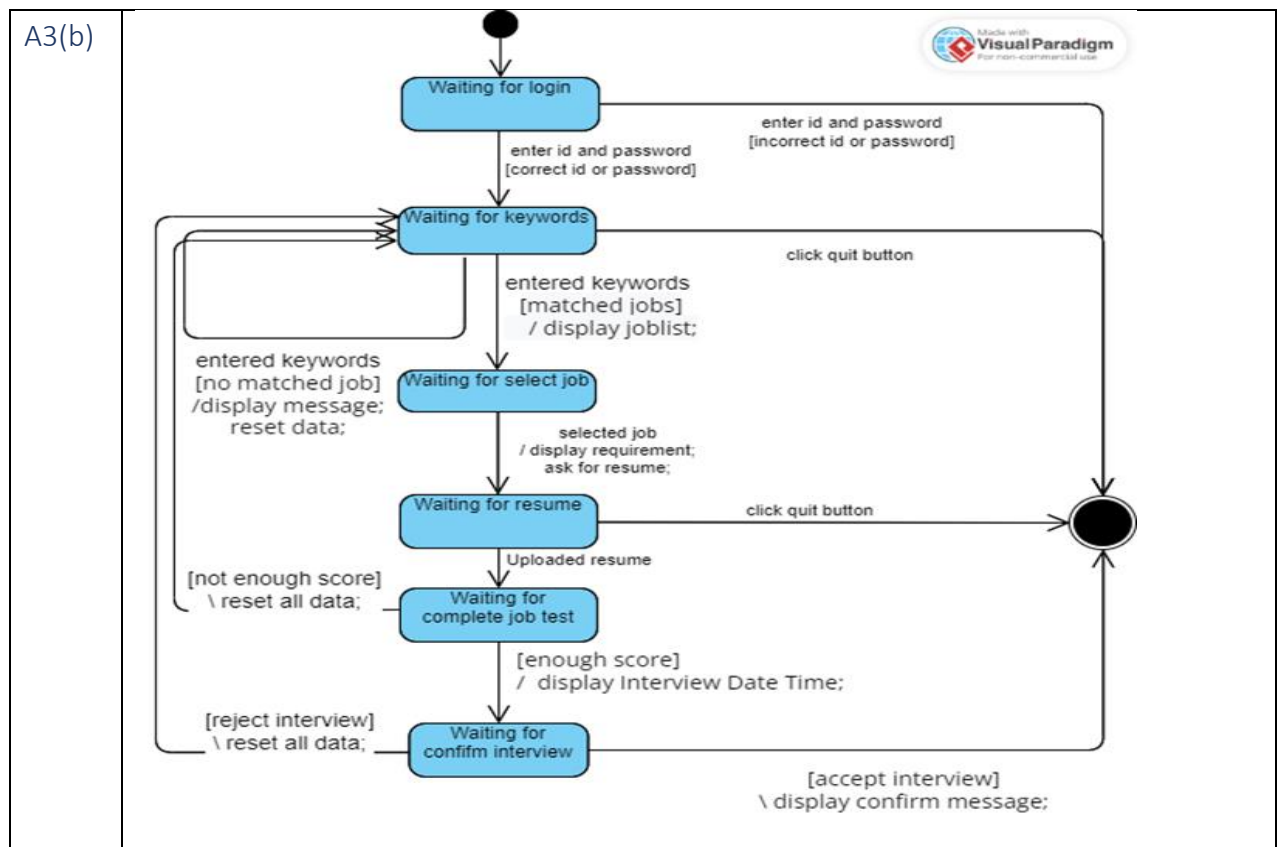 A3(b)
Made with
Visual Paradigm
For non-commercial use
Waiting for login
enter id and password
[incorrect id or password]
enter id and password
[correct id or password]
Waiting for keywords
click quit button
entered keywords
[matched jobs]
/ display joblist;
entered keywords
[no matched job]
/display message;
reset data;
Waiting for select job
selected job
/ display requirement;
ask for resume;
Waiting for resume
click quit button
Uploaded resume
[not enough score]
\ reset all data;
Waiting for
complete job test
[enough score]
/ display Interview Date Time;
[reject interview]
\ reset all data;
Waiting for
confifm interview
[accept interview]
\ display confirm message;